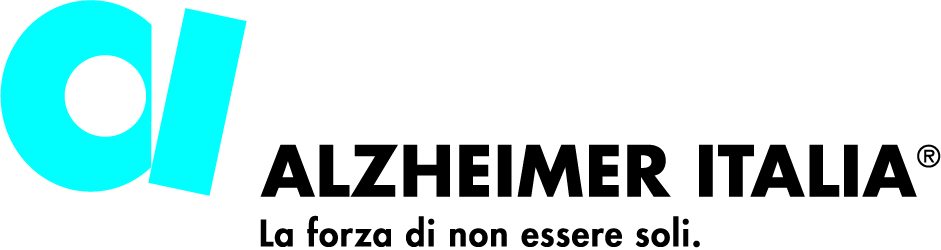 ALZHEIMER ITALIA®
La forza di non essere soli.